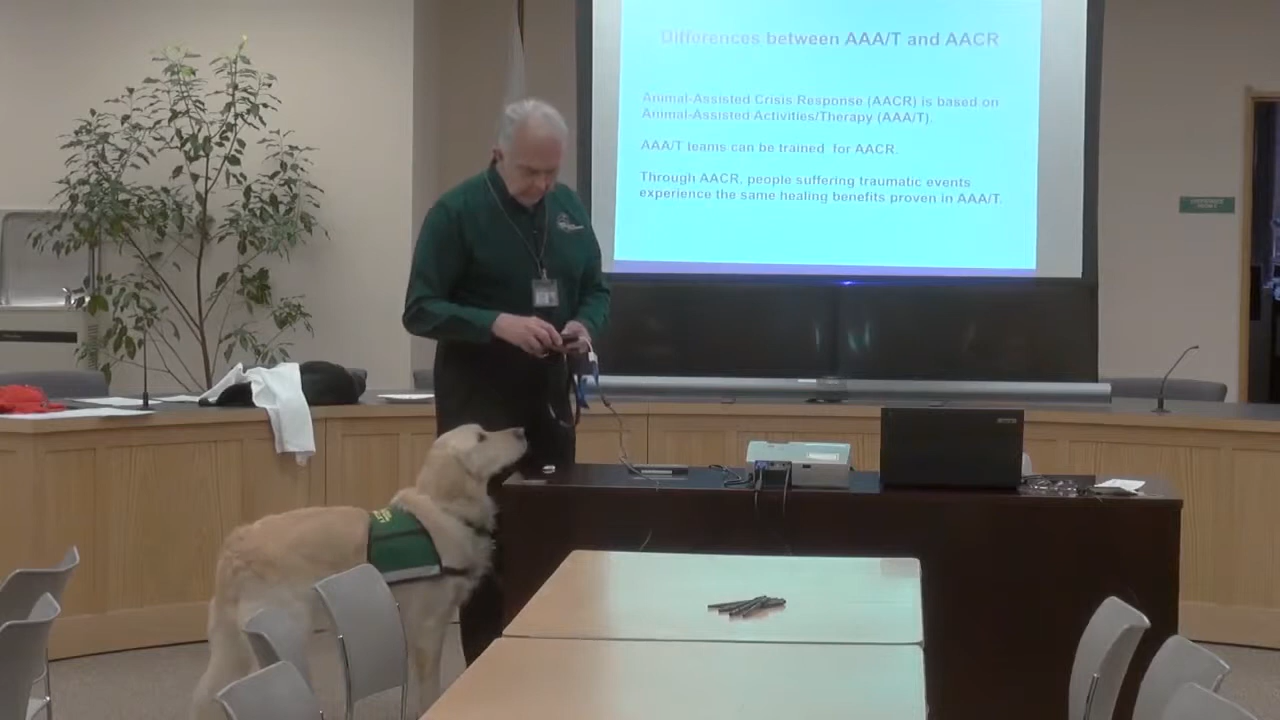 Differences between AAA/T and AACR
Animal-Assisted Crisis Response (AACR) is based on
Animal-Assisted Activities/Therapy (AAA/T).
AAA/T teams can be trained for AACR.
Through AACR, people suffering traumatic events
experience the same healing benefits proven in AAA/T.